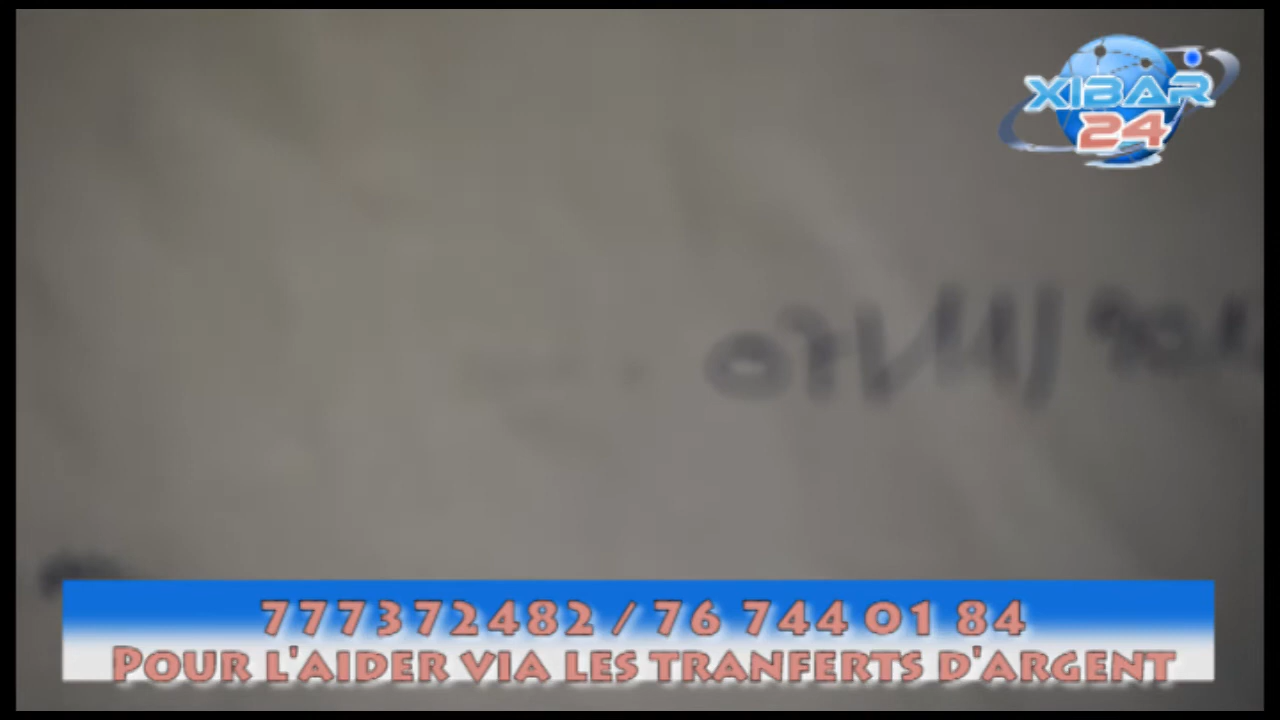 XIBAR
24
777372482 / 76 744 01 84
POUR L'AIDER VIA LES TRANFERTS D'ARGENT